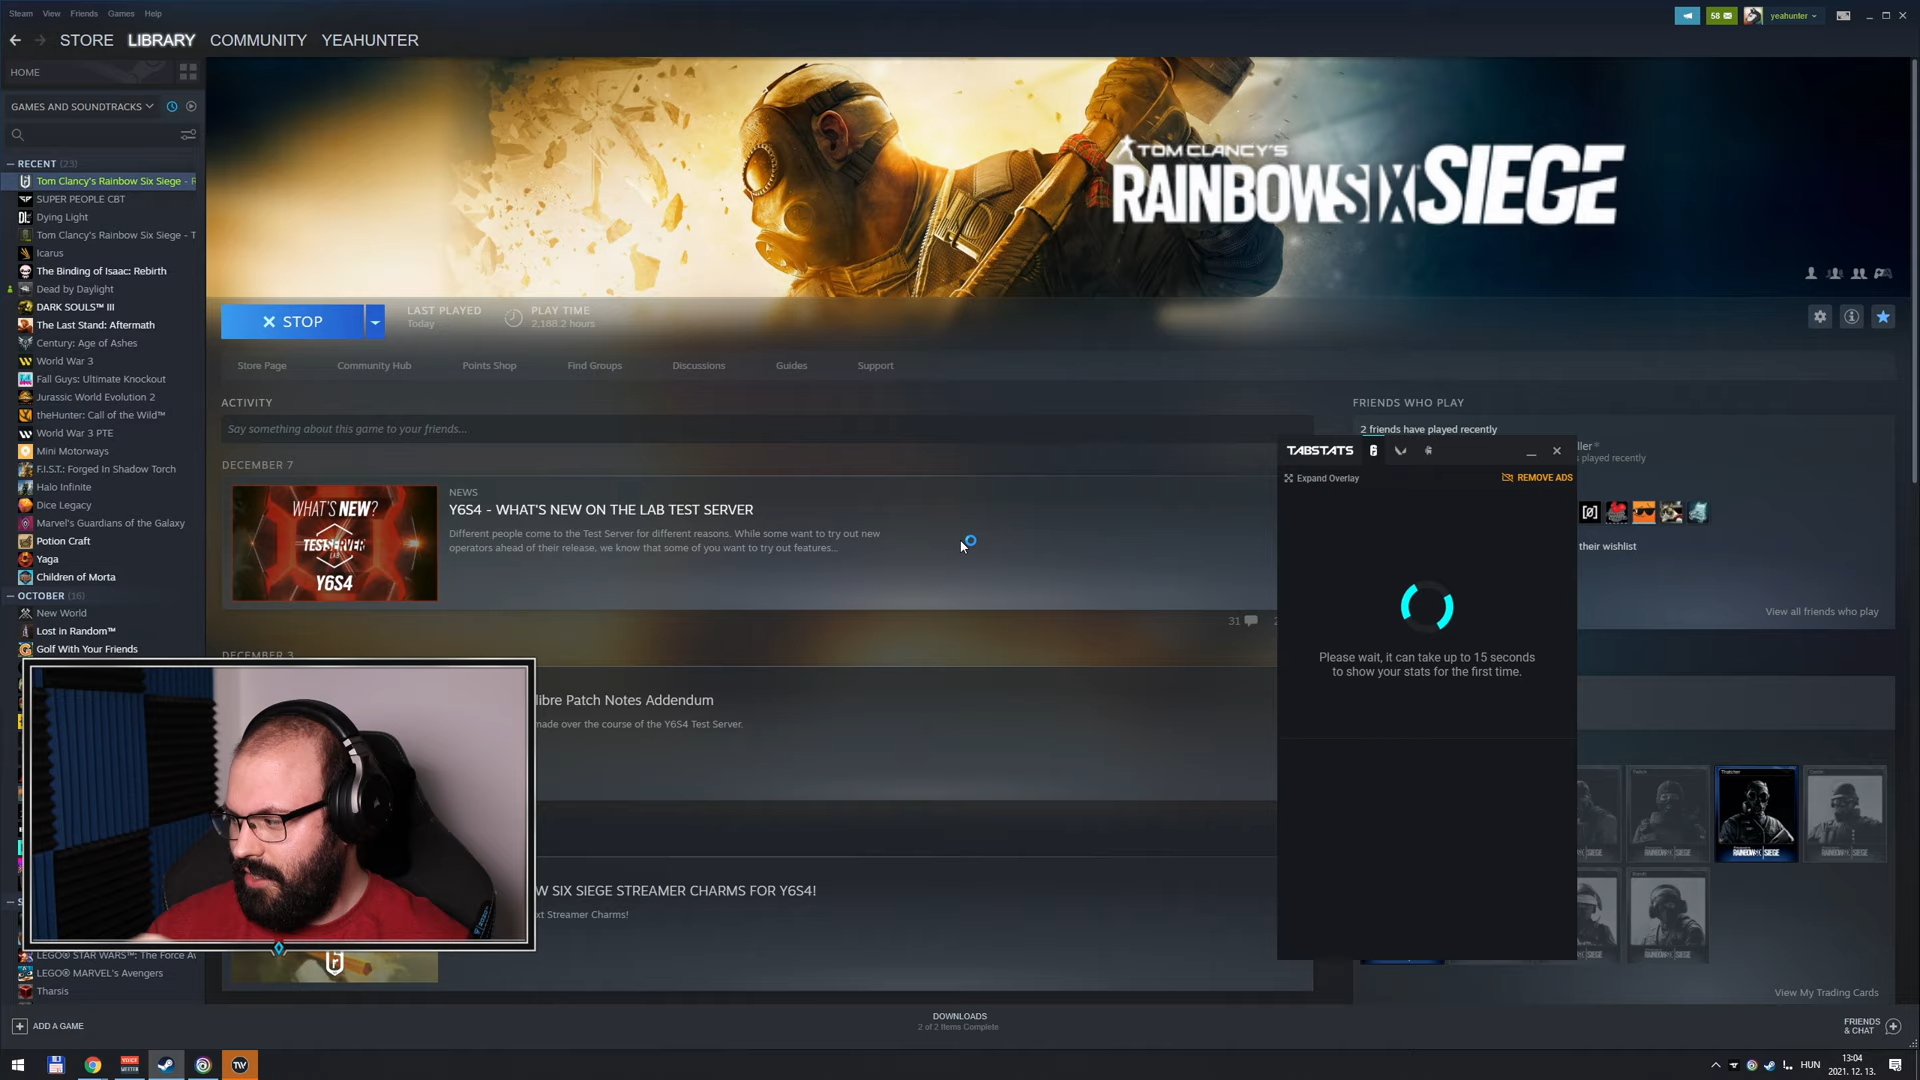 Steam View Friends Games Help
58 yeahunter
STORE LIBRARY COMMUNITY YEAHUNTER
HOME
GAMES AND SOUNDTRACKS
RECENT (23)
Tom Clancy's Rainbow Six Siege - R
SUPER PEOPLE CBT
Dying Light
Tom Clancy's Rainbow Six Siege - T
Icarus
The Binding of Isaac: Rebirth
Dead by Daylight
DARK SOULS™ III
The Last Stand: Aftermath
Century: Age of Ashes
World War 3
Fall Guys: Ultimate Knockout
Jurassic World Evolution 2
theHunter: Call of the Wild™
World War 3 PTE
Mini Motorways
F.I.S.T.: Forged In Shadow Torch
Halo Infinite
Dice Legacy
Marvel's Guardians of the Galaxy
Potion Craft
Yaga
Children of Morta
OCTOBER (16)
New World
Lost in Random™
Golf With Your Friends
LEGO® STAR WARS™: The Force A
LEGO® MARVEL's Avengers
Tharsis
ADD A GAME
TOM CLANCY'S
RAINBOW SIX SIEGE
STOP
LAST PLAYED
Today
PLAY TIME
2,188.2 hours
Store Page Community Hub Points Shop Find Groups Discussions Guides Support
ACTIVITY
Say something about this game to your friends...
DECEMBER 7
WHAT'S NEW?
TEST SERVER
LAB
Y6S4
NEWS
Y6S4 - WHAT'S NEW ON THE LAB TEST SERVER
Different people come to the Test Server for different reasons. While some want to try out new
operators ahead of their release, we know that some of you want to try out features...
31
DECEMBER 3
libre Patch Notes Addendum
made over the course of the Y6S4 Test Server.
W SIX SIEGE STREAMER CHARMS FOR Y6S4!
xt Streamer Charms!
FRIENDS WHO PLAY
2 friends have played recently
ller
s played recently
their wishlist
View all friends who play
TABSTATS
Expand Overlay
REMOVE ADS
Please wait, it can take up to 15 seconds
to show your stats for the first time.
Thatcher
RAINBOW SIX SIEGE
View My Trading Cards
DOWNLOADS
2 of 2 Items Complete
FRIENDS
& CHAT
HUN
13:04
2021. 12. 13.